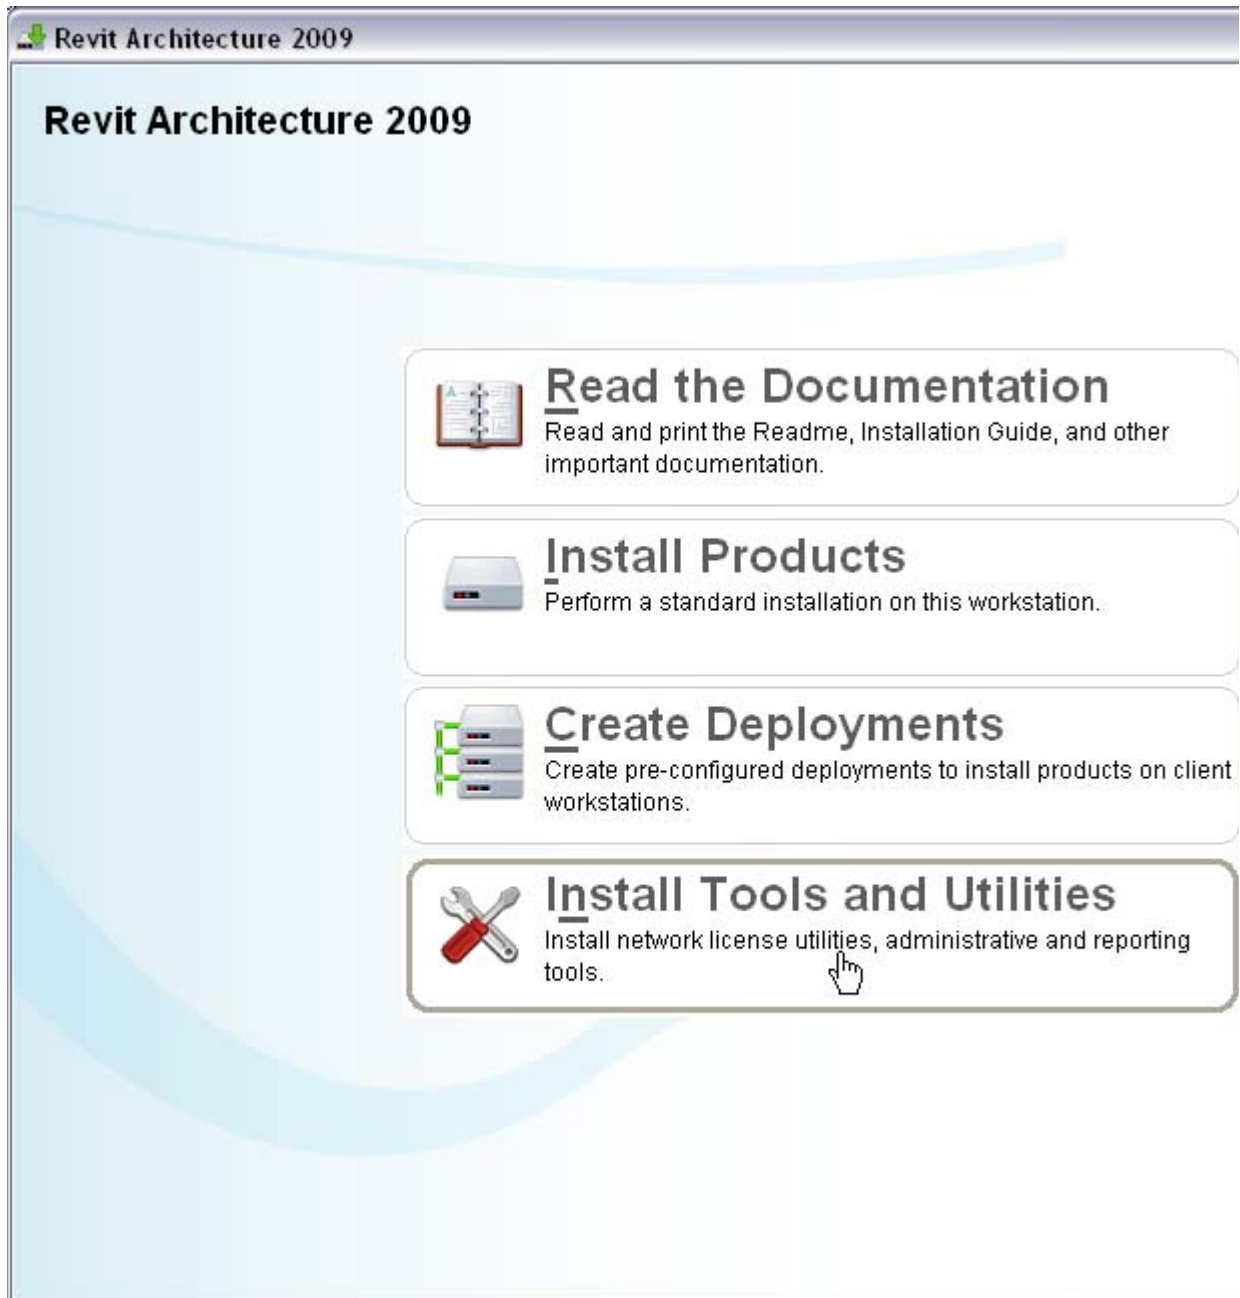 Revit Architecture 2009
Revit Architecture 2009
Read the Documentation
Read and print the Readme, Installation Guide, and other
important documentation.
Install Products
Perform a standard installation on this workstation.
Create Deployments
Create pre-configured deployments to install products on client
workstations.
Install Tools and Utilities
Install network license utilities, administrative and reporting
tools.